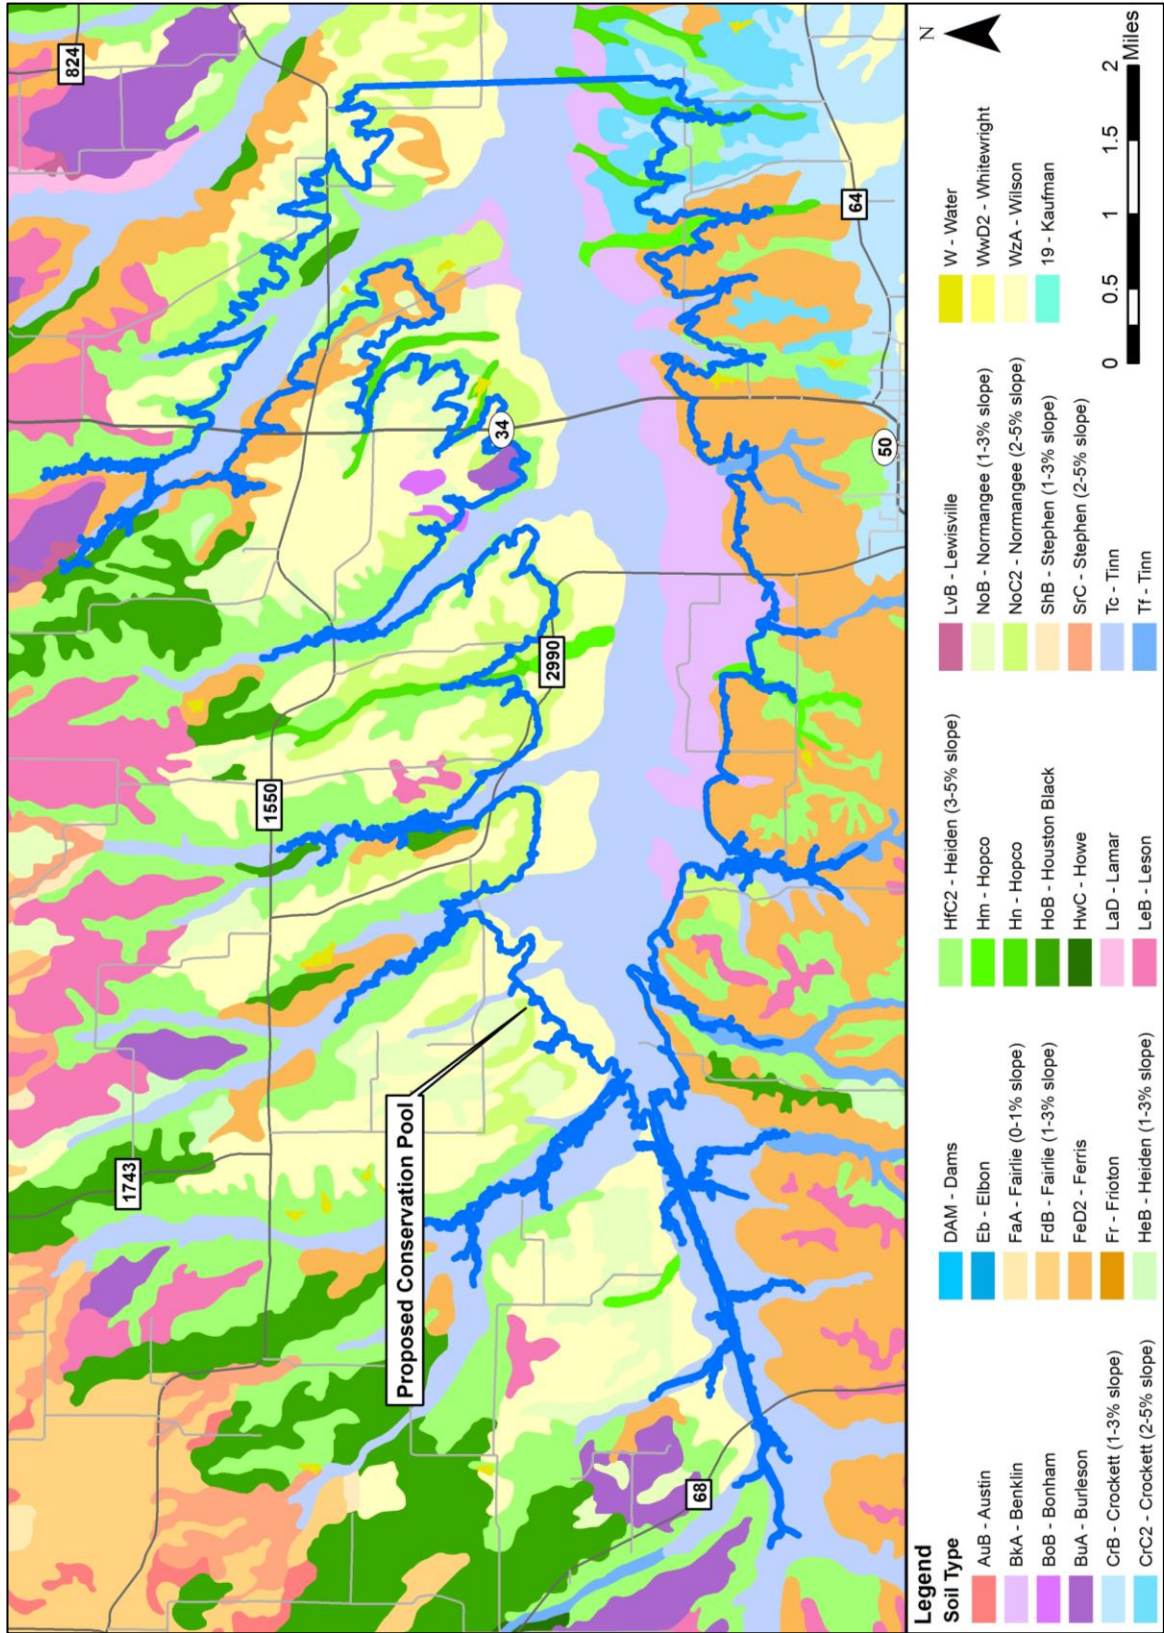 824
1743
1550
Proposed Conservation Pool
2990
34
68
64
50
Legend
Soil Type
AuB - Austin
BkA - Benklin
BoB - Bonham
BuA - Burleson
CrB - Crockett (1-3% slope)
CrC2 - Crockett (2-5% slope)
DAM - Dams
Eb - Elbon
FaA - Fairlie (0-1% slope)
FdB - Fairlie (1-3% slope)
FeD2 - Ferris
Fr - Frioton
HeB - Heiden (1-3% slope)
HfC2 - Heiden (3-5% slope)
Hm - Hopco
Hn - Hopco
HoB - Houston Black
HwC - Howe
LaD - Lamar
LeB - Leson
LvB - Lewisville
NoB - Normangee (1-3% slope)
NoC2 - Normangee (2-5% slope)
ShB - Stephen (1-3% slope)
SrC - Stephen (2-5% slope)
Tc - Tinn
Tf - Tinn
W - Water
WwD2 - Whitewright
WzA - Wilson
19 - Kaufman
N
0 0.5 1 1.5 2
Miles